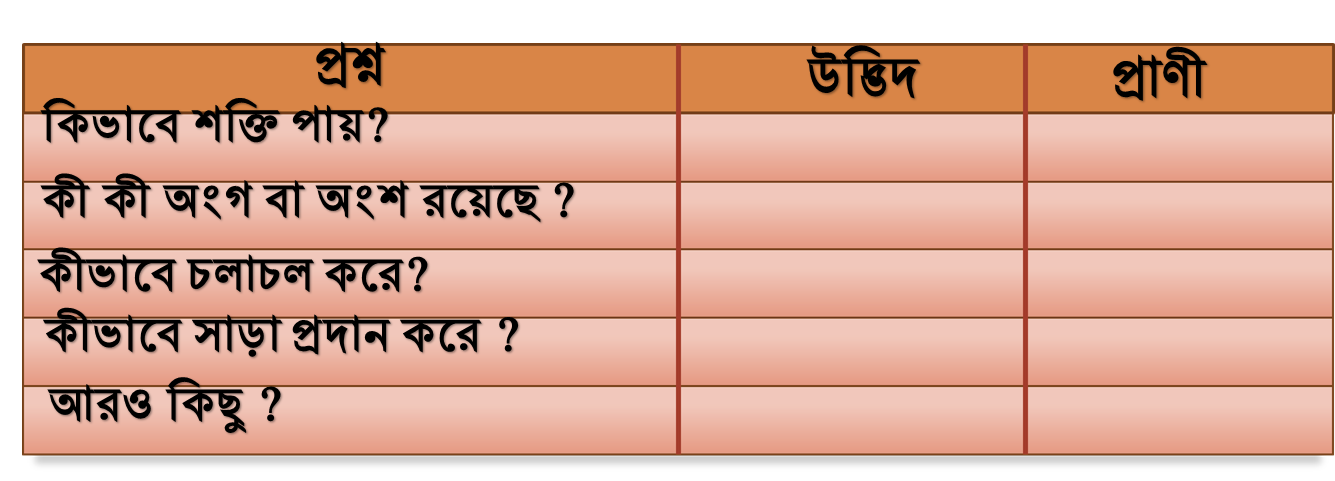 প্রশ্ন উদ্ভিদ প্রাণী
কিভাবে শক্তি পায়?
কী কী অংগ বা অংশ রয়েছে ?
কীভাবে চলাচল করে?
কীভাবে সাড়া প্রদান করে ?
আরও কিছু ?